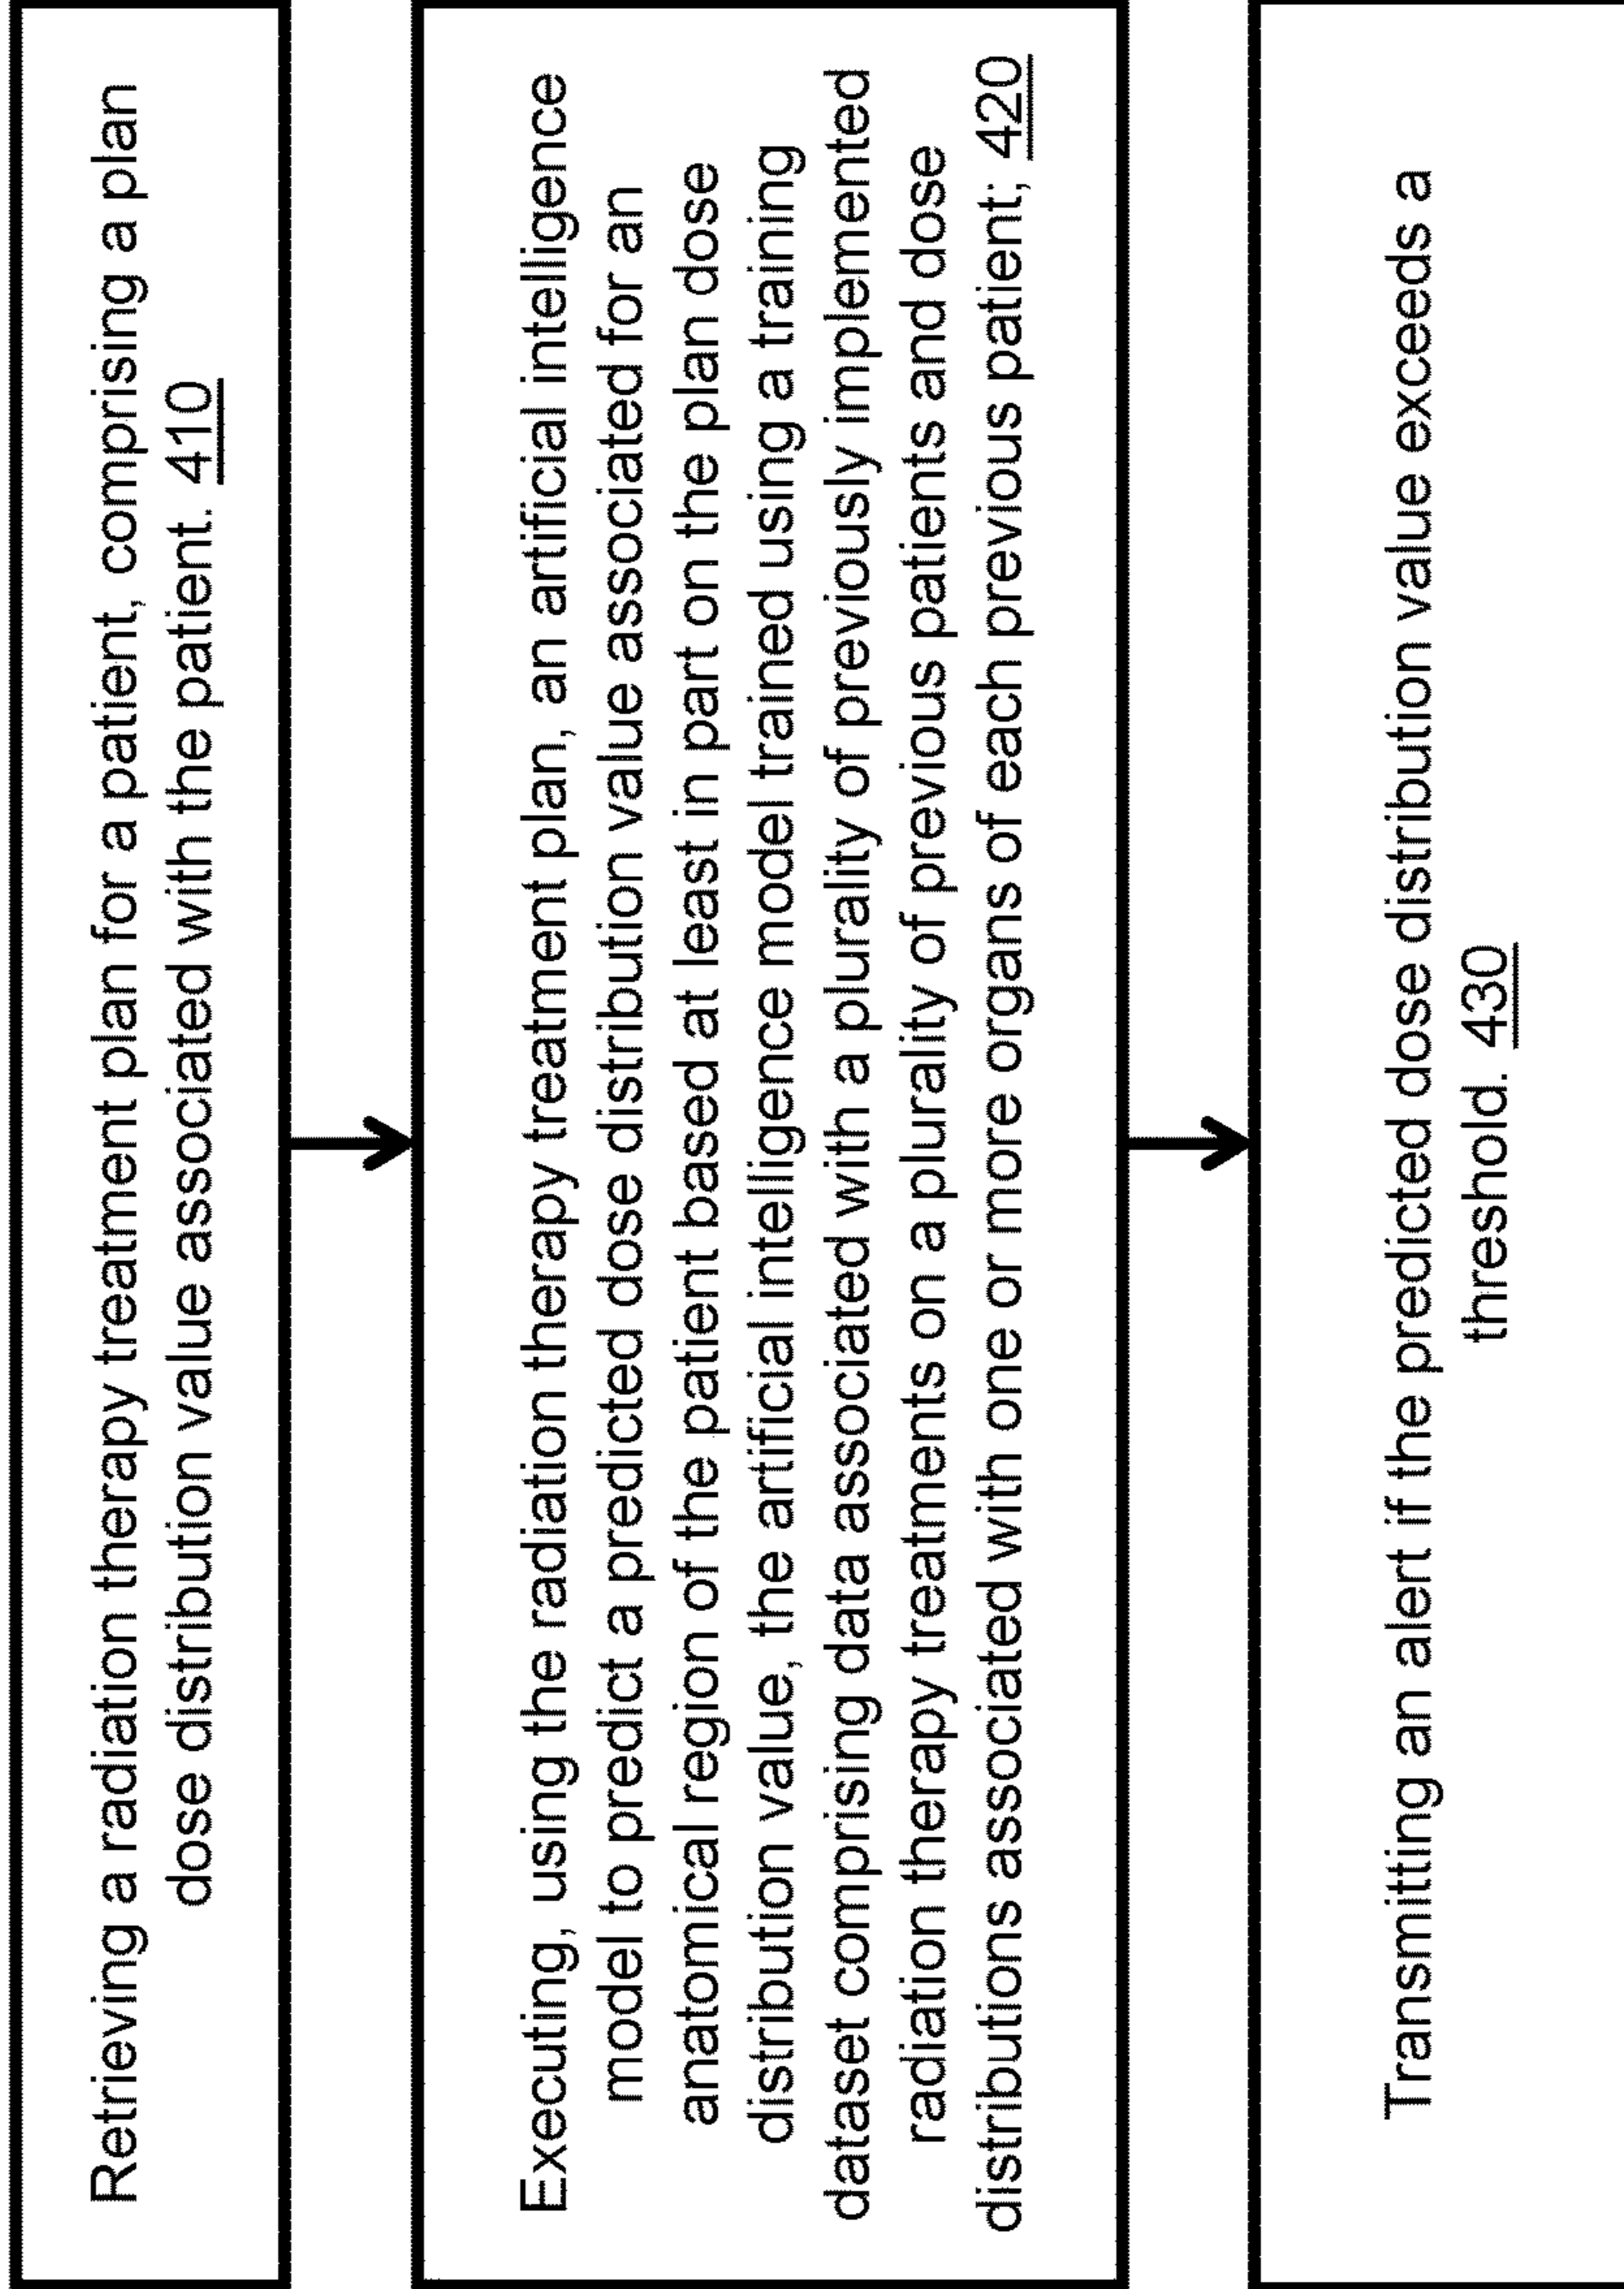 Retrieving a radiation therapy treatment plan for a patient, comprising a plan
dose distribution value associated with the patient. 410
Executing, using the radiation therapy treatment plan, an artificial intelligence
model to predict a predicted dose distribution value associated for an
anatomical region of the patient based at least in part on the plan dose
distribution value, the artificial intelligence model trained using a training
dataset comprising data associated with a plurality of previously implemented
radiation therapy treatments on a plurality of previous patients and dose
distributions associated with one or more organs of each previous patient; 420
Transmitting an alert if the predicted dose distribution value exceeds a
threshold. 430